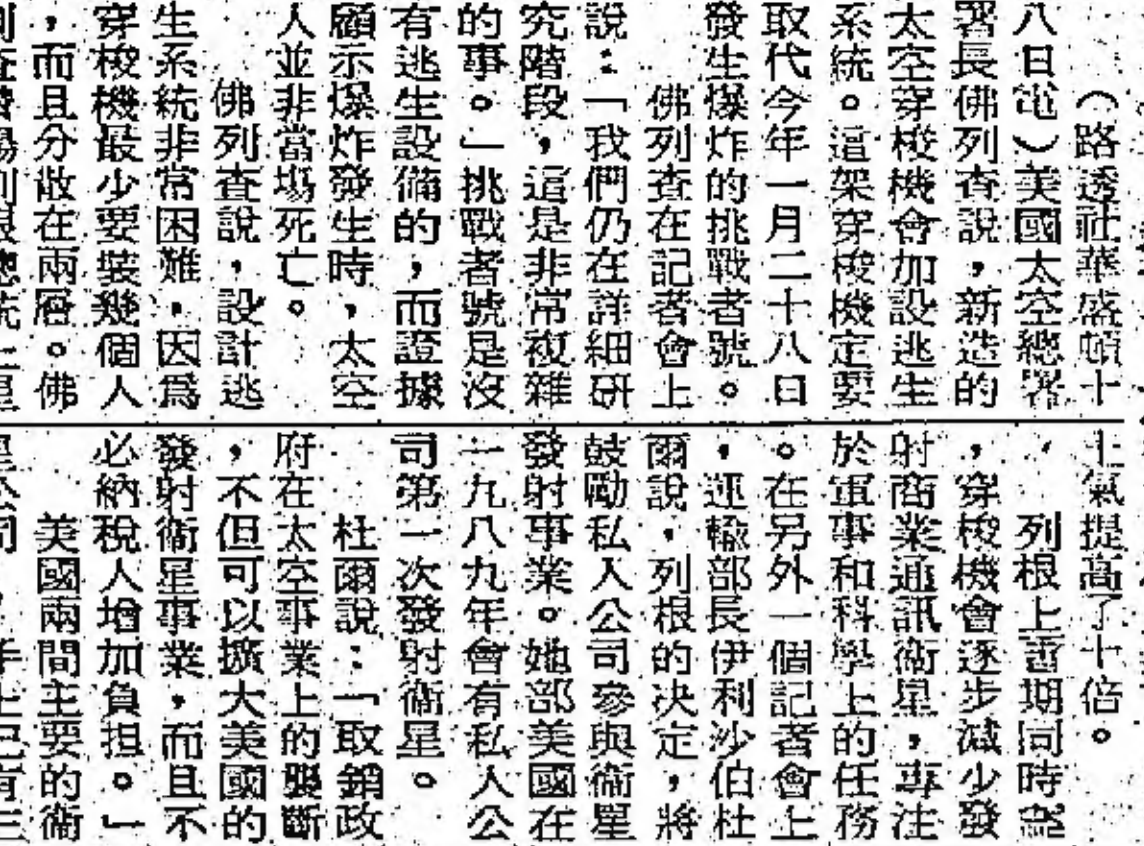 （路透社華盛頓十
八日電）美國太空總署
署長佛列查說，新造的
太空穿梭機會加設逃生
系統。這架穿梭機定要
取代今年一月二十八日
發生爆炸的挑戰者號。
佛列查在記者會上
說：「我們仍在詳細研
究階段，這是非常複雜
的事。」挑戰者號是沒
有逃生設備的，而證據
顯示爆炸發生時，太空
人並非當場死亡。
佛列查說，設計逃
生系統非常困難，因爲
穿梭機最少要裝幾個人
，而且分散在兩層。佛
士氣提高了十倍。
列根上壹期同時
，穿梭機會逐步減少發
射商業通訊衞星，專注
於軍事和科學上的任務
。在另外一個記者會上
，運輸部長伊利沙伯杜
爾說，列根的决定，將
鼓勵私人公司參與衞星
發射事業。她部美國在
一九八九年會有私人公
司第一次發射衞星。
杜爾說：「取銷政
府在太空事業上的壟斷
，不但可以擴大美國的
發射衞星事業，而且不
必納稅人增加負担。」
美國兩間主要的衞